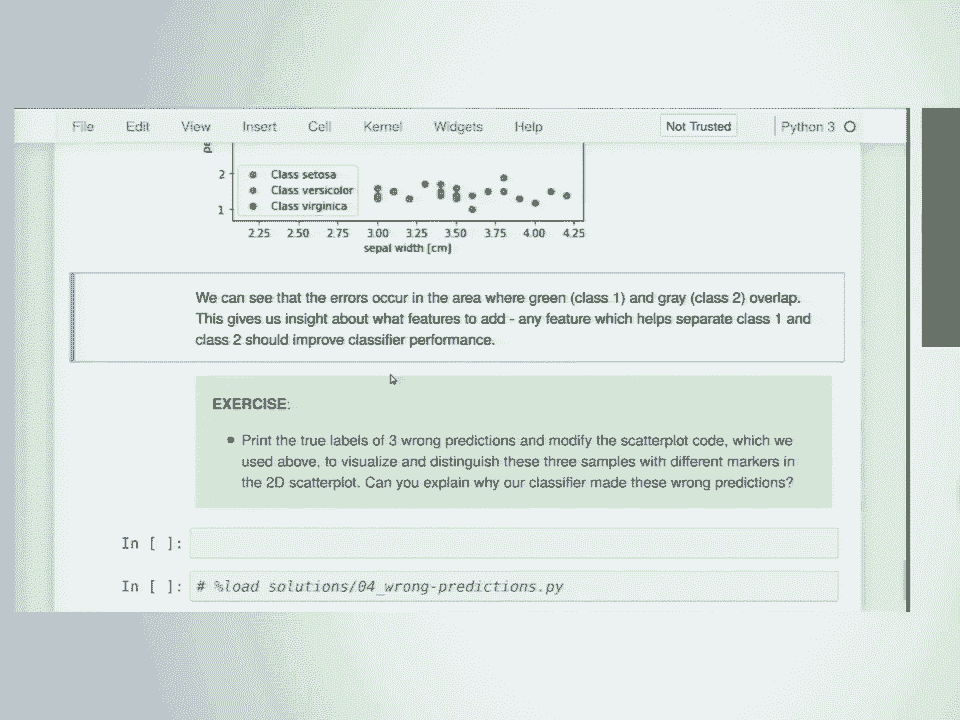 File Edit View Insert Cell Kernel Widgets Help Not Trusted Python 3
pe
2
Class setosa
Class versicolor
Class virginica
1
2.25 2.50 2.75 3.00 3.25 3.50 3.75 4.00 4.25
sepal width [cm]
We can see that the errors occur in the area where green (class 1) and gray (class 2) overlap.
This gives us insight about what features to add - any feature which helps separate class 1 and
class 2 should improve classifier performance.
EXERCISE:
Print the true labels of 3 wrong predictions and modify the scatterplot code, which we
used above, to visualize and distinguish these three samples with different markers in
the 2D scatterplot. Can you explain why our classifier made these wrong predictions?
In [ ]:
In [ ]: # %load solutions/04_wrong-predictions.py